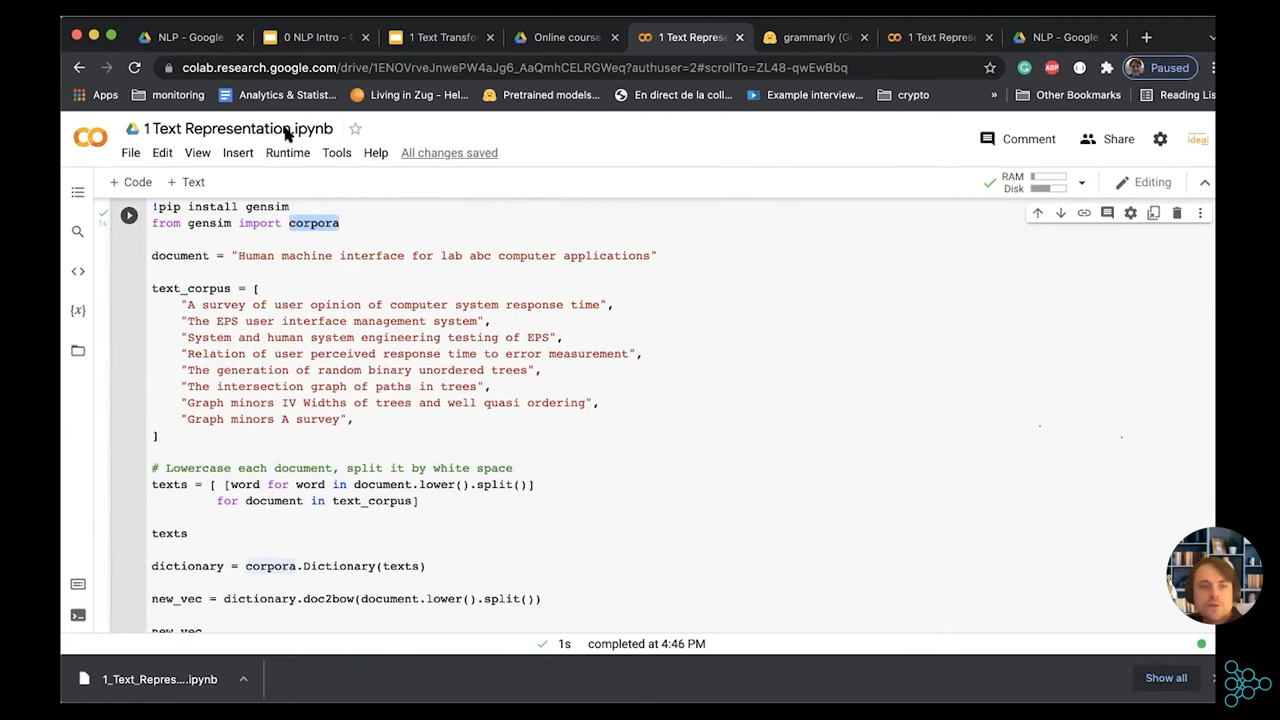 NLP - Google
0 NLP Intro - G
1 Text Transfo
Online cours
1 Text Repres
grammarly (G
1 Text Repres
NLP - Google
colab.research.google.com/drive/1ENOVrveJnwePW4aJg6_AaQmhCELRGWeq?authuser=2#scrollTo=ZL48-qwEwBbq
Paused
Apps
monitoring
Analytics & Statist...
Living in Zug - Hel...
Pretrained models...
En direct de la coll...
Example interview...
crypto
»
Other Bookmarks
Reading List
1 Text Representation.ipynb
Comment
Share
idegi
File Edit View Insert Runtime Tools Help All changes saved
+ Code + Text
RAM
Disk
Editing
1s
!pip install gensim
from gensim import corpora
document = "Human machine interface for lab abc computer applications"
text_corpus = [
"A survey of user opinion of computer system response time",
"The EPS user interface management system",
"System and human system engineering testing of EPS",
"Relation of user perceived response time to error measurement",
"The generation of random binary unordered trees",
"The intersection graph of paths in trees",
"Graph minors IV Widths of trees and well quasi ordering",
"Graph minors A survey",
]
# Lowercase each document, split it by white space
texts = [ [word for word in document.lower().split()]
for document in text_corpus]
texts
dictionary = corpora.Dictionary(texts)
new_vec = dictionary.doc2bow(document.lower().split())
new_vec
1s completed at 4:46 PM
1_Text_Repres....ipynb
Show all